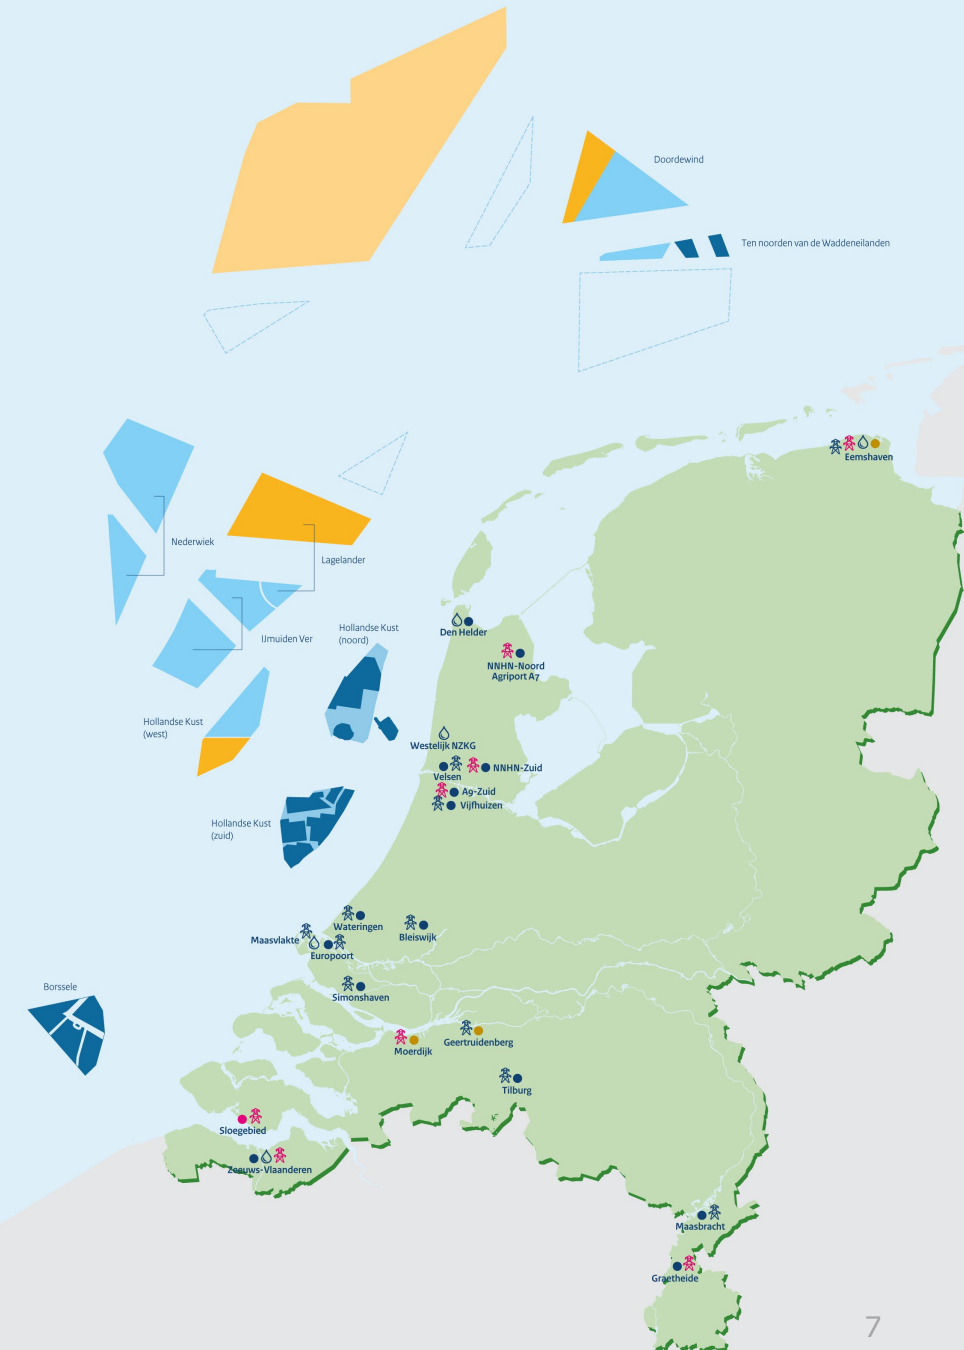 Doordewind
Ten noorden van de Waddeneilanden
Eemshaven
Nederwiek
Lagelander
IJmuiden Ver
Hollandse Kust
(noord)
Den Helder
NNHN-Noord
Agriport A7
Hollandse Kust
(west)
Westelijk NZKG
NNHN-Zuid
Velsen
A9-Zuid
Vijfhuizen
Hollandse Kust
(zuid)
Wateringen
Bleiswijk
Maasvlakte
Europoort
Borssele
Simonshaven
Geertruidenberg
Moerdijk
Tilburg
Sloegebied
Zeeuws-Vlaanderen
Maasbracht
Graetheide
7